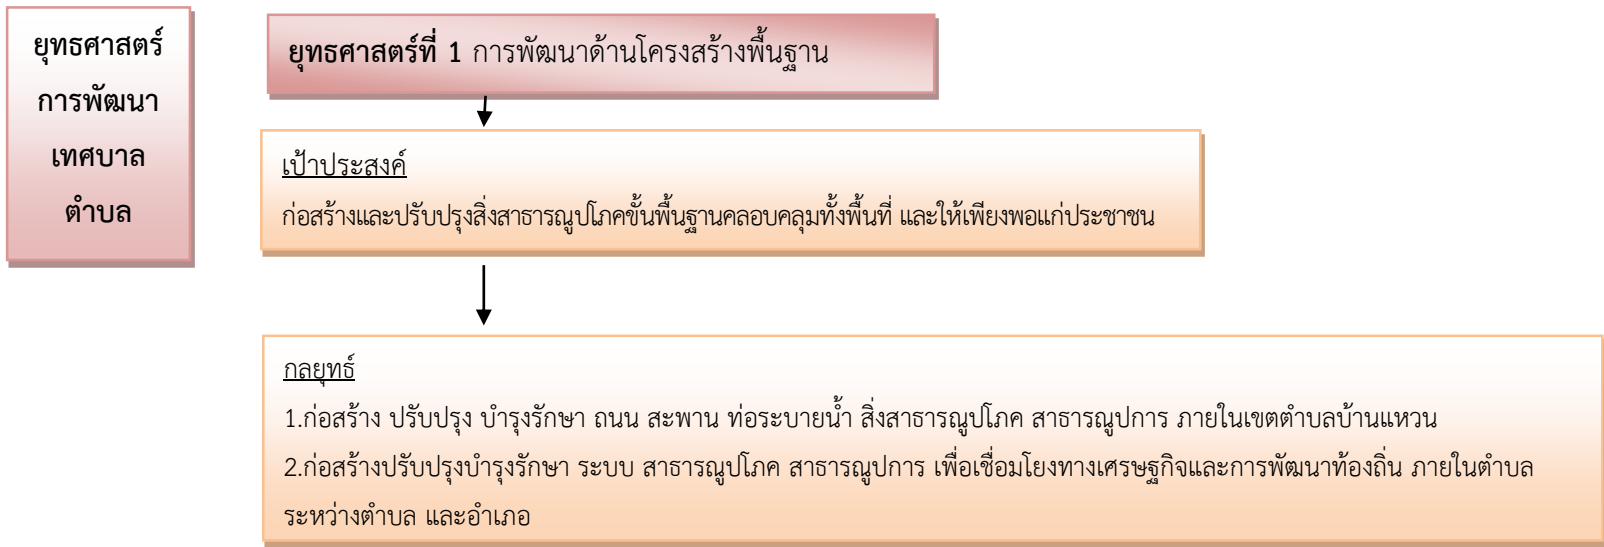 ยุทธศาสตร์
การพัฒนา
เทศบาล
ตำบล
ยุทธศาสตร์ที่ 1 การพัฒนาด้านโครงสร้างพื้นฐาน
เป้าประสงค์
ก่อสร้างและปรับปรุงสิ่งสาธารณูปโภคขั้นพื้นฐานคลอบคลุมทั้งพื้นที่ และให้เพียงพอแก่ประชาชน
กลยุทธ์
1.ก่อสร้าง ปรับปรุง บำรุงรักษา ถนน สะพาน ท่อระบายน้ำ สิ่งสาธารณูปโภค สาธารณูปการ ภายในเขตตำบลบ้านแหวน
2.ก่อสร้างปรับปรุงบำรุงรักษา ระบบ สาธารณูปโภค สาธารณูปการ เพื่อเชื่อมโยงทางเศรษฐกิจและการพัฒนาท้องถิ่น ภายในตำบล
ระหว่างตำบล และอำเภอ